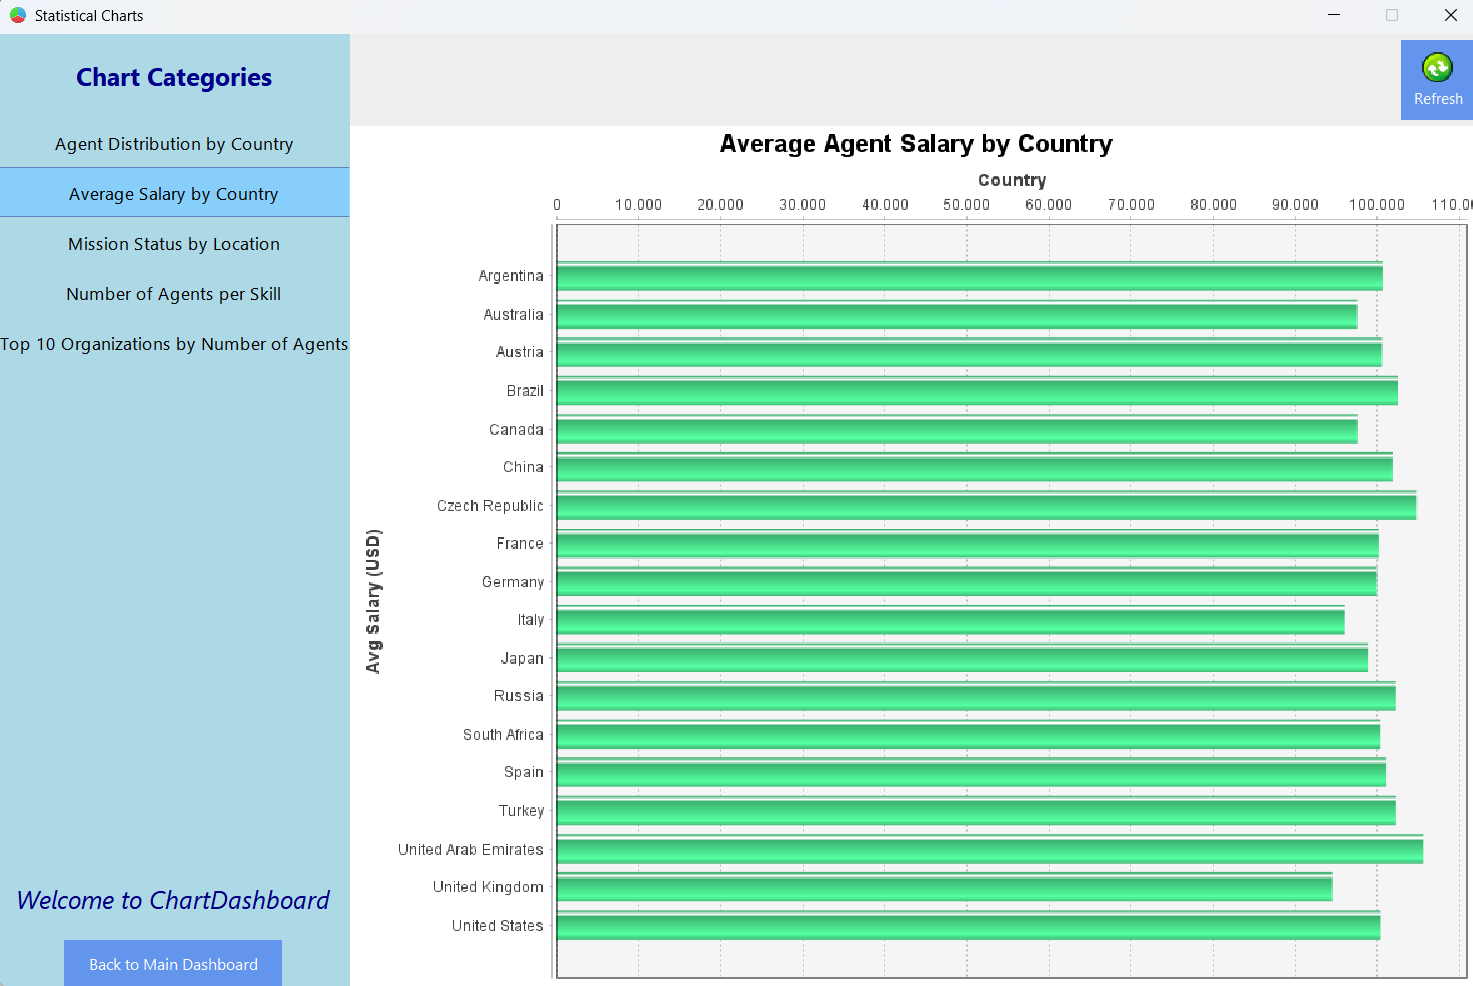 Statistical Charts
Chart Categories
Agent Distribution by Country
Average Salary by Country
Mission Status by Location
Number of Agents per Skill
Top 10 Organizations by Number of Agents
Welcome to ChartDashboard
Back to Main Dashboard
Refresh
Average Agent Salary by Country
Country
0 10.000 20.000 30.000 40.000 50.000 60.000 70.000 80.000 90.000 100.000 110.0
Avg Salary (USD)
Argentina
Australia
Austria
Brazil
Canada
China
Czech Republic
France
Germany
Italy
Japan
Russia
South Africa
Spain
Turkey
United Arab Emirates
United Kingdom
United States